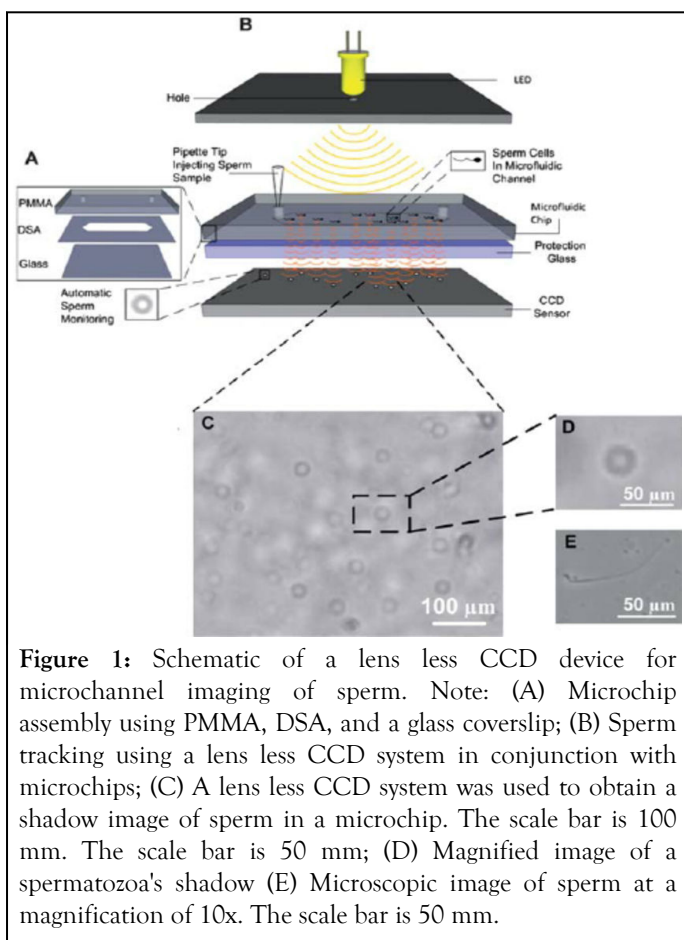 B
LED
Hole
A
Pipette Tip
Injecting Sperm
Sample
Sperm Cells
In Microfluidic
Channel
PMMA
DSA
Glass
Microfluidic
Chip
Protection
Glass
Automatic
Sperm
Monitoring
CCD
Sensor
C
100 µm
D
50 µm
E
50 µm
Figure 1: Schematic of a lens less CCD device for
microchannel imaging of sperm. Note: (A) Microchip
assembly using PMMA, DSA, and a glass coverslip; (B) Sperm
tracking using a lens less CCD system in conjunction with
microchips; (C) A lens less CCD system was used to obtain a
shadow image of sperm in a microchip. The scale bar is 100
mm. The scale bar is 50 mm; (D) Magnified image of a
spermatozoa's shadow (E) Microscopic image of sperm at a
magnification of 10x. The scale bar is 50 mm.